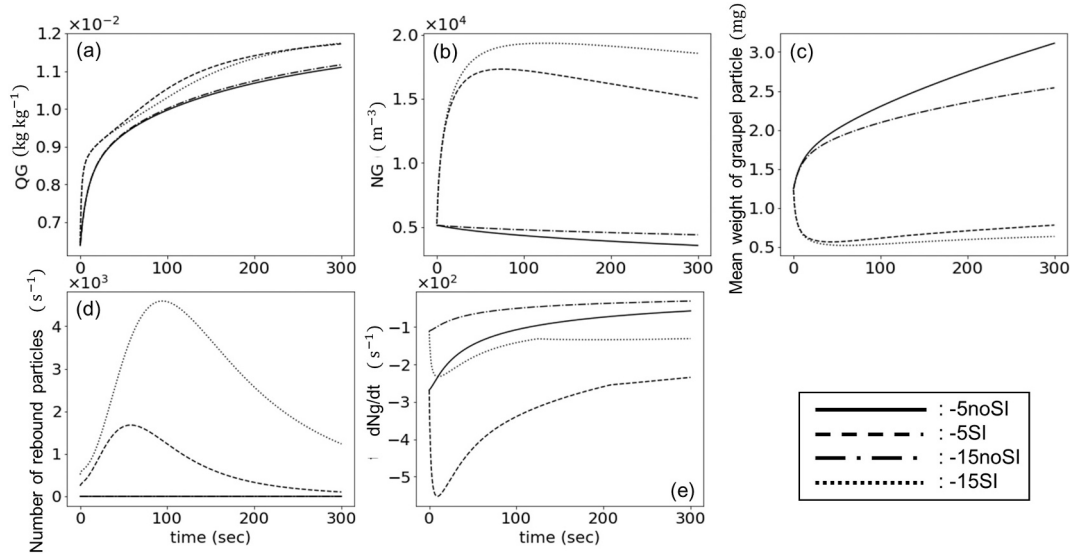 ×10⁻²
(a)
QG (kg kg⁻¹)
1.2
1.1
1.0
0.9
0.8
0.7
0 100 200 300
×10⁴
(b)
NG (m⁻³)
2.0
1.5
1.0
0.5
0 100 200 300
(c)
Mean weight of graupel particle (mg)
3.0
2.5
2.0
1.5
1.0
0.5
0 100 200 300
×10³
(d)
Number of rebound particles (s⁻¹)
4
3
2
1
0
0 100 200 300
time (sec)
×10²
(e)
dNg/dt (s⁻¹)
−1
−2
−3
−4
−5
0 100 200 300
time (sec)
: -5noSI
: -5SI
: -15noSI
: -15SI